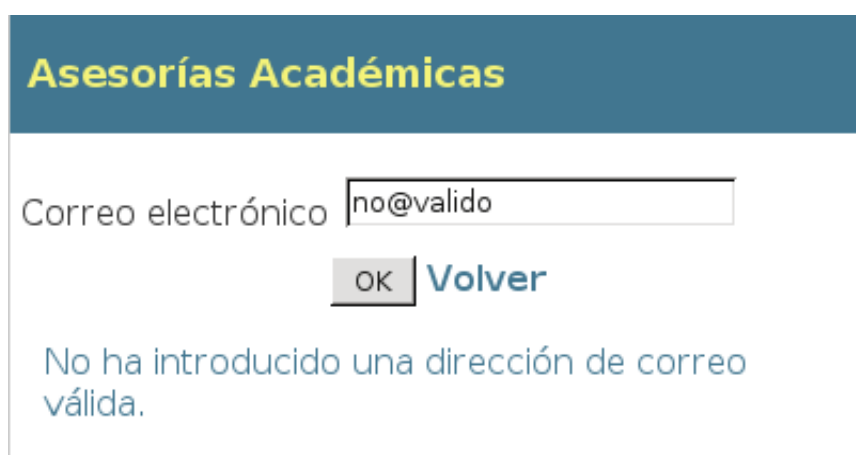 Asesorías Académicas
Correo electrónico no@valido
OK Volver
No ha introducido una dirección de correo
válida.